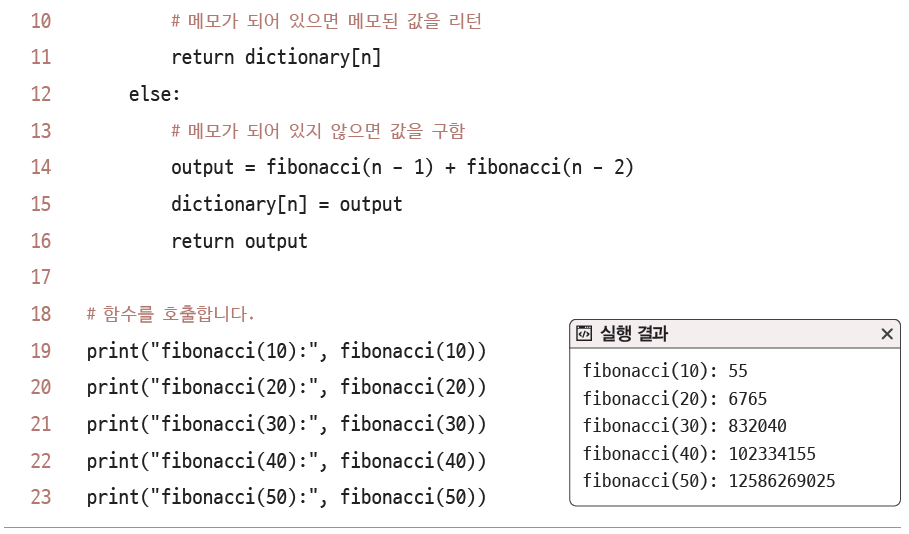 10 # 메모가 되어 있으면 메모된 값을 리턴
11 return dictionary[n]
12 else:
13 # 메모가 되어 있지 않으면 값을 구함
14 output = fibonacci(n - 1) + fibonacci(n - 2)
15 dictionary[n] = output
16 return output
17
18 # 함수를 호출합니다.
19 print("fibonacci(10):", fibonacci(10))
20 print("fibonacci(20):", fibonacci(20))
21 print("fibonacci(30):", fibonacci(30))
22 print("fibonacci(40):", fibonacci(40))
23 print("fibonacci(50):", fibonacci(50))
</> 실행 결과 ×
fibonacci(10): 55
fibonacci(20): 6765
fibonacci(30): 832040
fibonacci(40): 102334155
fibonacci(50): 12586269025